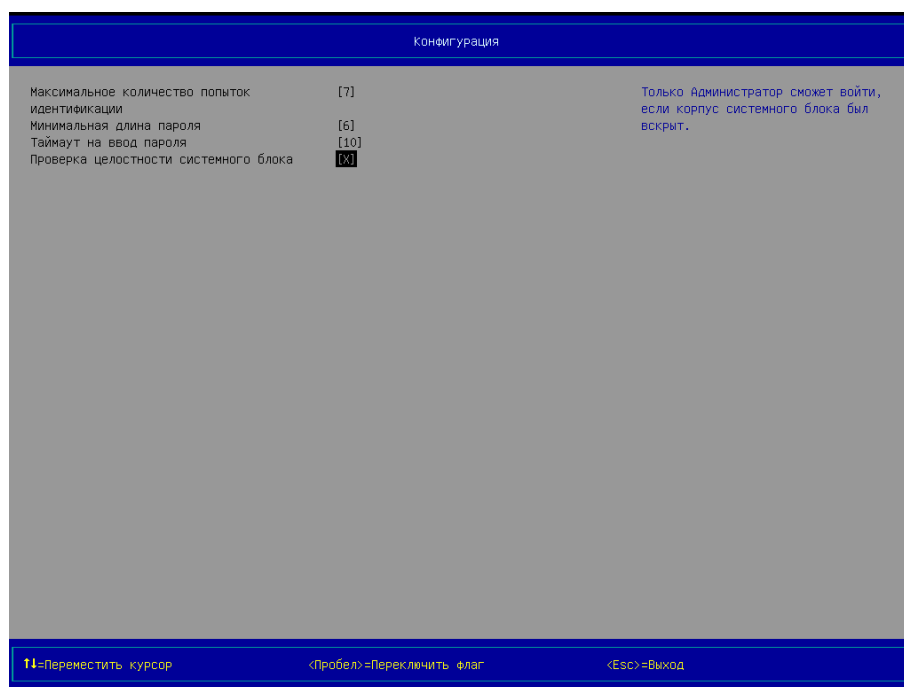 Конфигурация
Максимальное количество попыток [7]
идентификации
Минимальная длина пароля [6]
Таймаут на ввод пароля [10]
Проверка целостности системного блока [X]
Только Администратор сможет войти,
если корпус системного блока был
вскрыт.
↑↓=Переместить курсор <Пробел>=Переключить флаг <Esc>=Выход